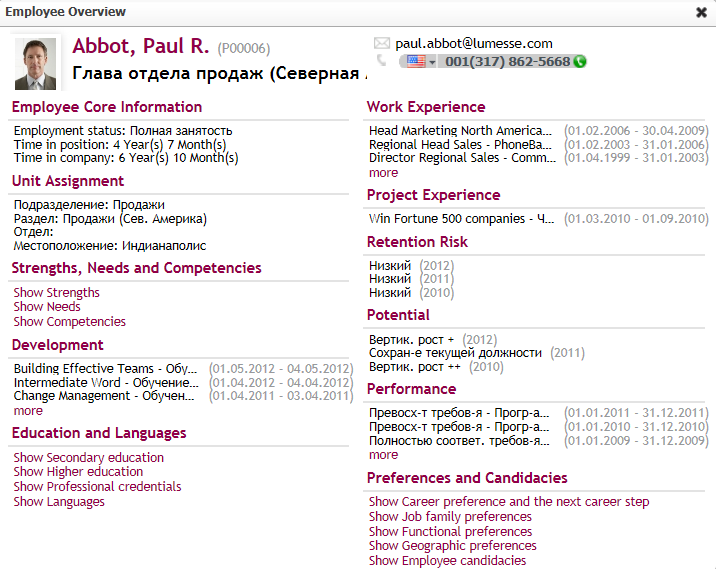 Employee Overview
Abbot, Paul R. (P00006)
Глава отдела продаж (Северная
paul.abbot@lumesse.com
001(317) 862-5668
Employee Core Information
Employment status: Полная занятость
Time in position: 4 Year(s) 7 Month(s)
Time in company: 6 Year(s) 10 Month(s)
Unit Assignment
Подразделение: Продажи
Раздел: Продажи (Сев. Америка)
Отдел:
Местоположение: Индианаполис
Strengths, Needs and Competencies
Show Strengths
Show Needs
Show Competencies
Development
Building Effective Teams - Обу... (01.05.2012 - 04.05.2012)
Intermediate Word - Обучение... (01.04.2012 - 04.04.2012)
Change Management - Обучен... (01.04.2011 - 03.04.2011)
more
Education and Languages
Show Secondary education
Show Higher education
Show Professional credentials
Show Languages
Work Experience
Head Marketing North America... (01.02.2006 - 30.04.2009)
Regional Head Sales - PhoneBa... (01.02.2003 - 31.01.2006)
Director Regional Sales - Comm... (01.04.1999 - 31.01.2003)
more
Project Experience
Win Fortune 500 companies - Ч... (01.03.2010 - 01.09.2010)
Retention Risk
Низкий (2012)
Низкий (2011)
Низкий (2010)
Potential
Вертик. рост + (2012)
Сохран-е текущей должности (2011)
Вертик. рост ++ (2010)
Performance
Превосх-т требов-я - Прогр-а... (01.01.2011 - 31.12.2011)
Превосх-т требов-я - Прогр-а... (01.01.2010 - 31.12.2010)
Полностью соответ. требов-я... (01.01.2009 - 31.12.2009)
more
Preferences and Candidacies
Show Career preference and the next career step
Show Job family preferences
Show Functional preferences
Show Geographic preferences
Show Employee candidacies